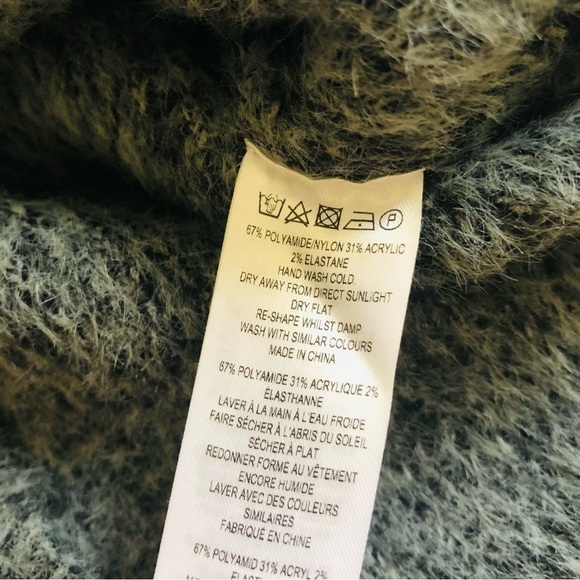 67% POLYAMIDE/NYLON 31% ACRYLIC
2% ELASTANE
HAND WASH COLD.
DRY AWAY FROM DIRECT SUNLIGHT
DRY FLAT
RE-SHAPE WHILST DAMP
WASH WITH SIMILAR COLOURS
MADE IN CHINA
67% POLYAMIDE 31% ACRYLIQUE 2%
ÉLASTHANNE
LAVER À LA MAIN À L'EAU FROIDE
FAIRE SÉCHER À L'ABRIS DU SOLEIL
SÉCHER À PLAT
REDONNER FORME AU VÊTEMENT
ENCORE HUMIDE
LAVER AVEC DES COULEURS
SIMILAIRES
FABRIQUÉ EN CHINE
67% POLYAMID 31% ACRYL 2%